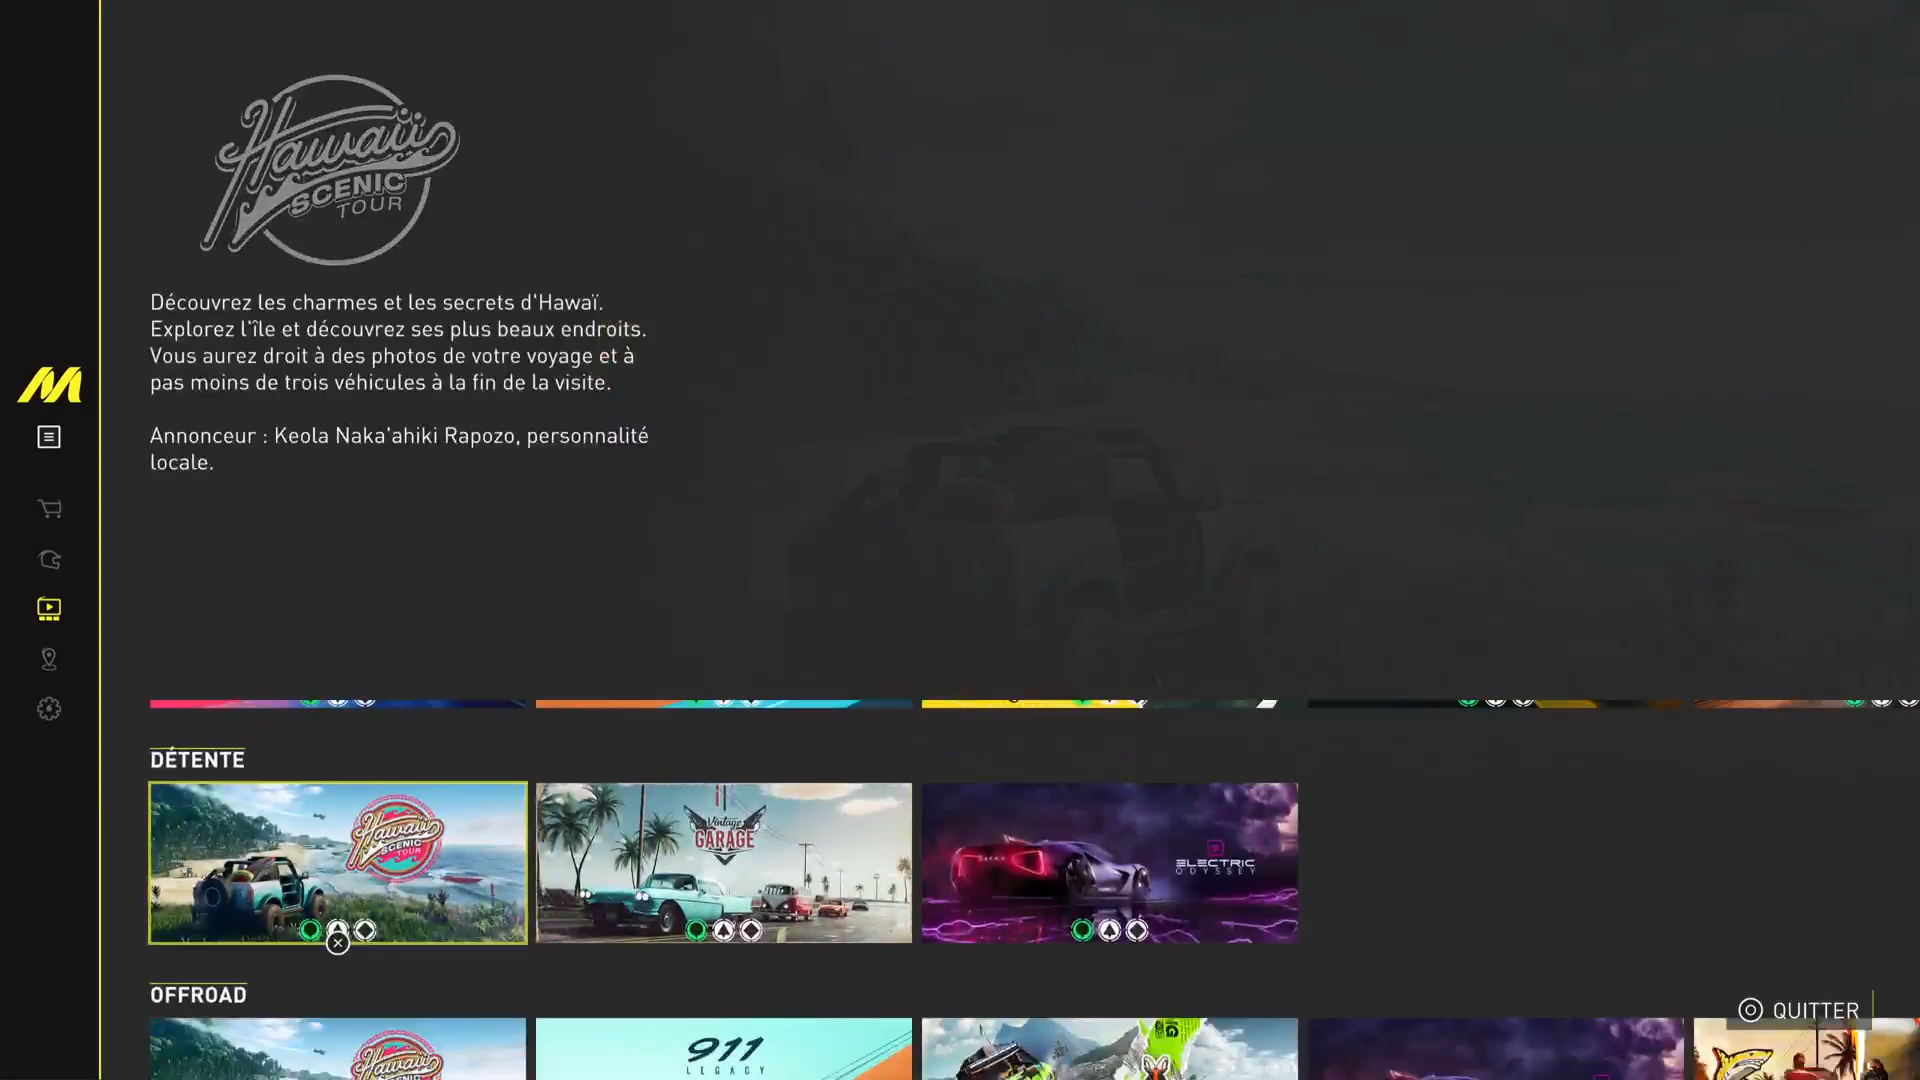 Hawaii
SCENIC
TOUR
Découvrez les charmes et les secrets d'Hawaï.
Explorez l'île et découvrez ses plus beaux endroits.
Vous aurez droit à des photos de votre voyage et à
pas moins de trois véhicules à la fin de la visite.
Annonceur : Keola Naka'ahiki Rapozo, personnalité
locale.
DÉTENTE
Hawaii
SCENIC
TOUR
Vintage
GARAGE
ELECTRIC
ODYSSEY
OFFROAD
QUITTER
Hawaii
SCENIC
911
LEGACY